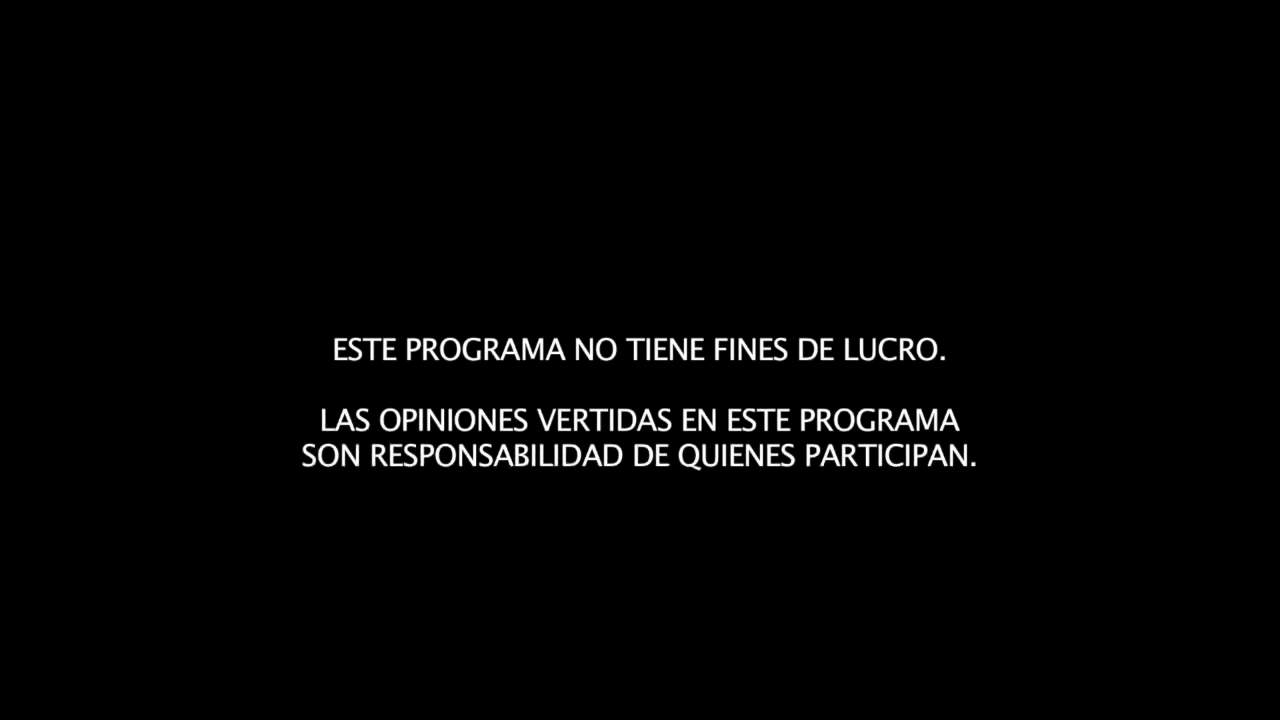 ESTE PROGRAMA NO TIENE FINES DE LUCRO.
LAS OPINIONES VERTIDAS EN ESTE PROGRAMA
SON RESPONSABILIDAD DE QUIENES PARTICIPAN.